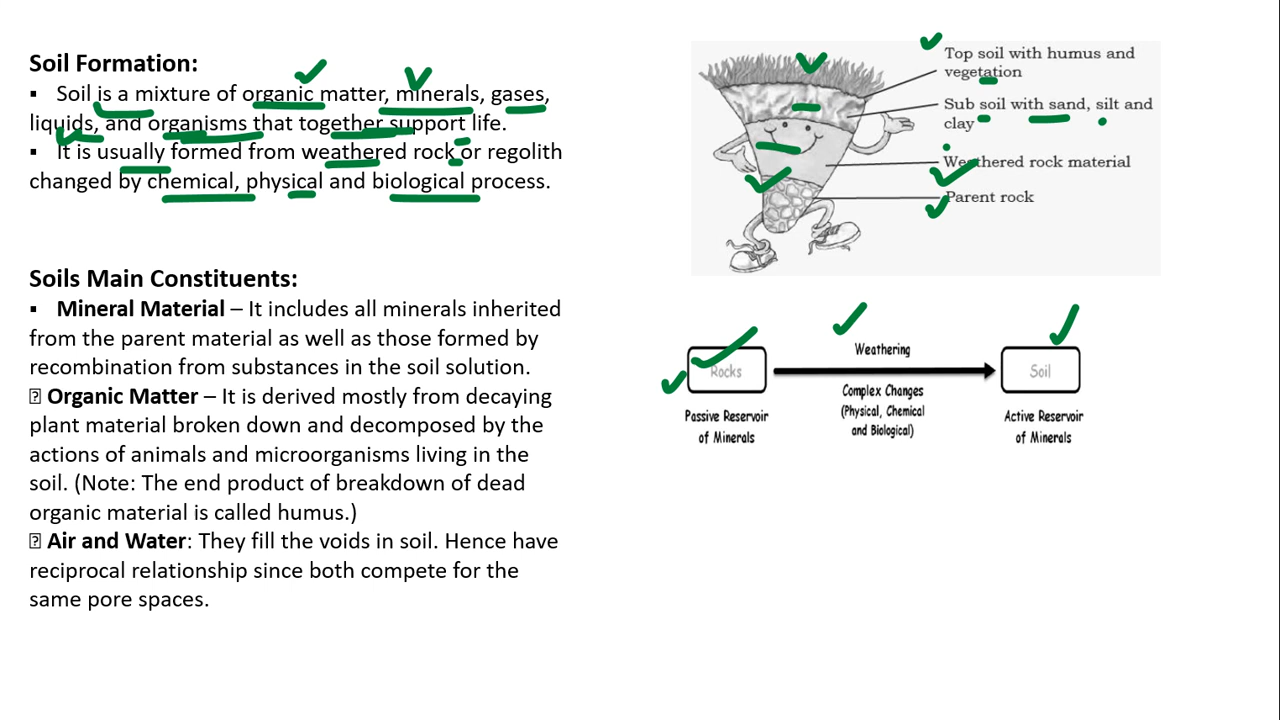 Soil Formation:
▪ Soil is a mixture of organic matter, minerals, gases,
liquids, and organisms that together support life.
▪ It is usually formed from weathered rock or regolith
changed by chemical, physical and biological process.
Soils Main Constituents:
▪ Mineral Material – It includes all minerals inherited
from the parent material as well as those formed by
recombination from substances in the soil solution.
Organic Matter – It is derived mostly from decaying
plant material broken down and decomposed by the
actions of animals and microorganisms living in the
soil. (Note: The end product of breakdown of dead
organic material is called humus.)
Air and Water: They fill the voids in soil. Hence have
reciprocal relationship since both compete for the
same pore spaces.
Top soil with humus and
vegetation
Sub soil with sand, silt and
clay
Weathered rock material
Parent rock
Rocks
Passive Reservoir
of Minerals
Weathering
Complex Changes
(Physical, Chemical
and Biological)
Soil
Active Reservoir
of Minerals